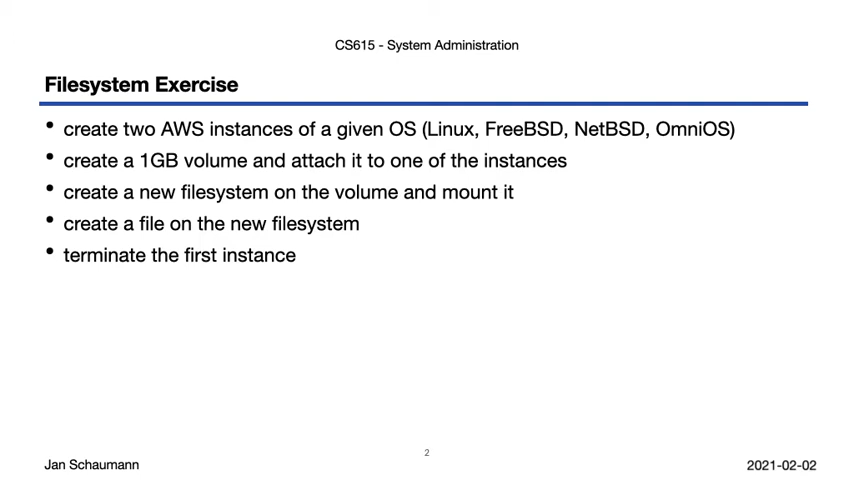 CS615 - System Administration
Filesystem Exercise
• create two AWS instances of a given OS (Linux, FreeBSD, NetBSD, OmniOS)
• create a 1GB volume and attach it to one of the instances
• create a new filesystem on the volume and mount it
• create a file on the new filesystem
• terminate the first instance
2
Jan Schaumann
2021-02-02